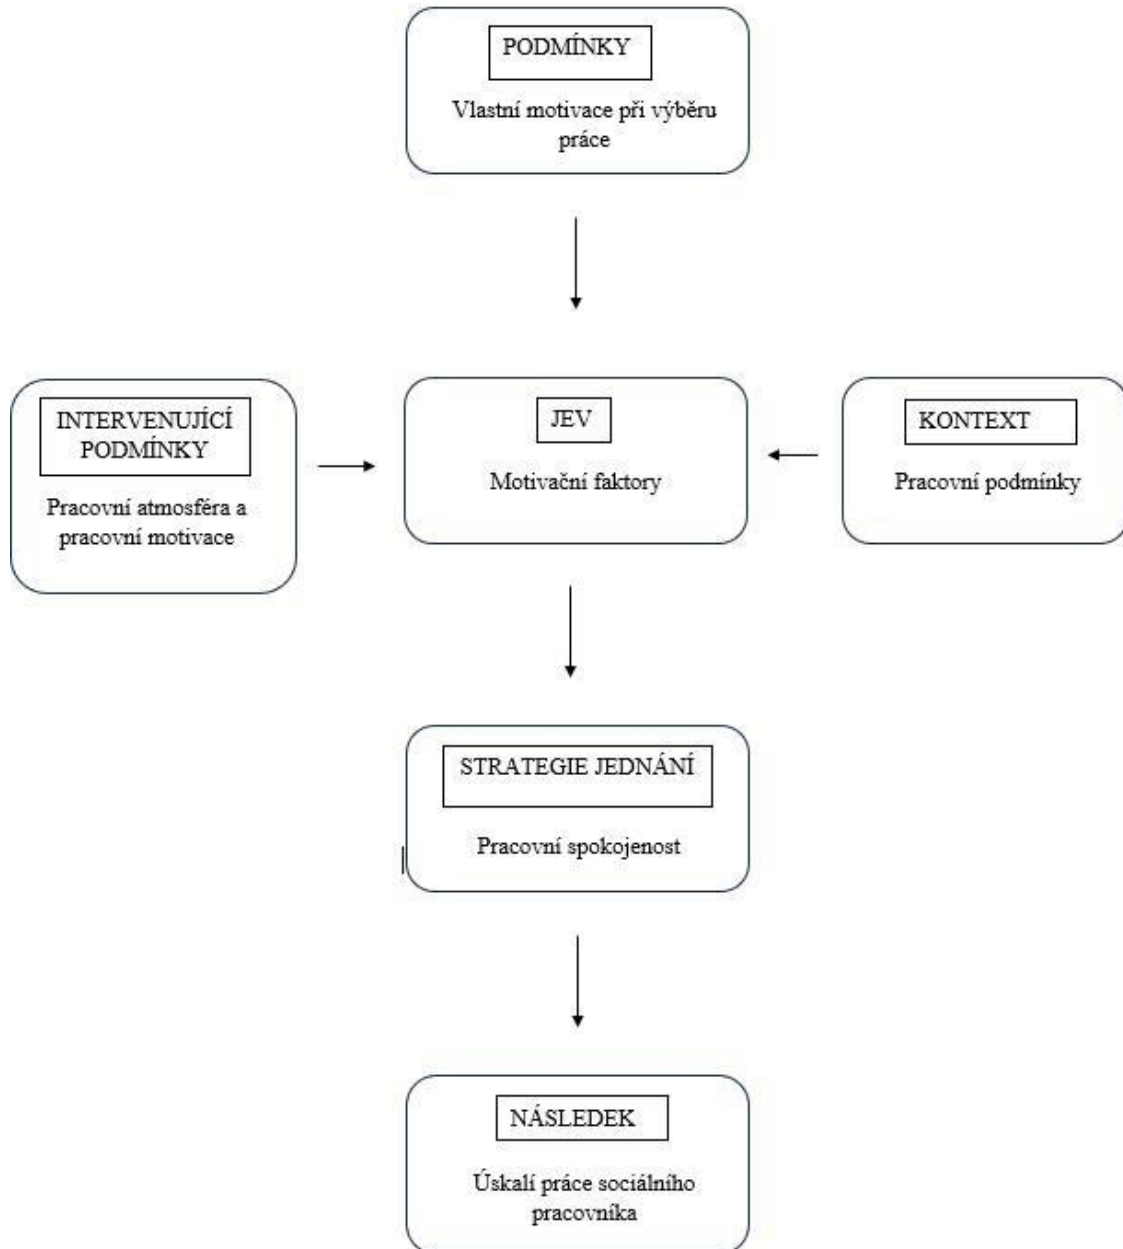 PODMÍNKY
Vlastní motivace při výběru
práce
INTERVENUJÍCÍ
PODMÍNKY
Pracovní atmosféra a
pracovní motivace
JEV
Motivační faktory
KONTEXT
Pracovní podmínky
STRATEGIE JEDNÁNÍ
Pracovní spokojenost
NÁSLEDEK
Úskalí práce sociálního
pracovníka